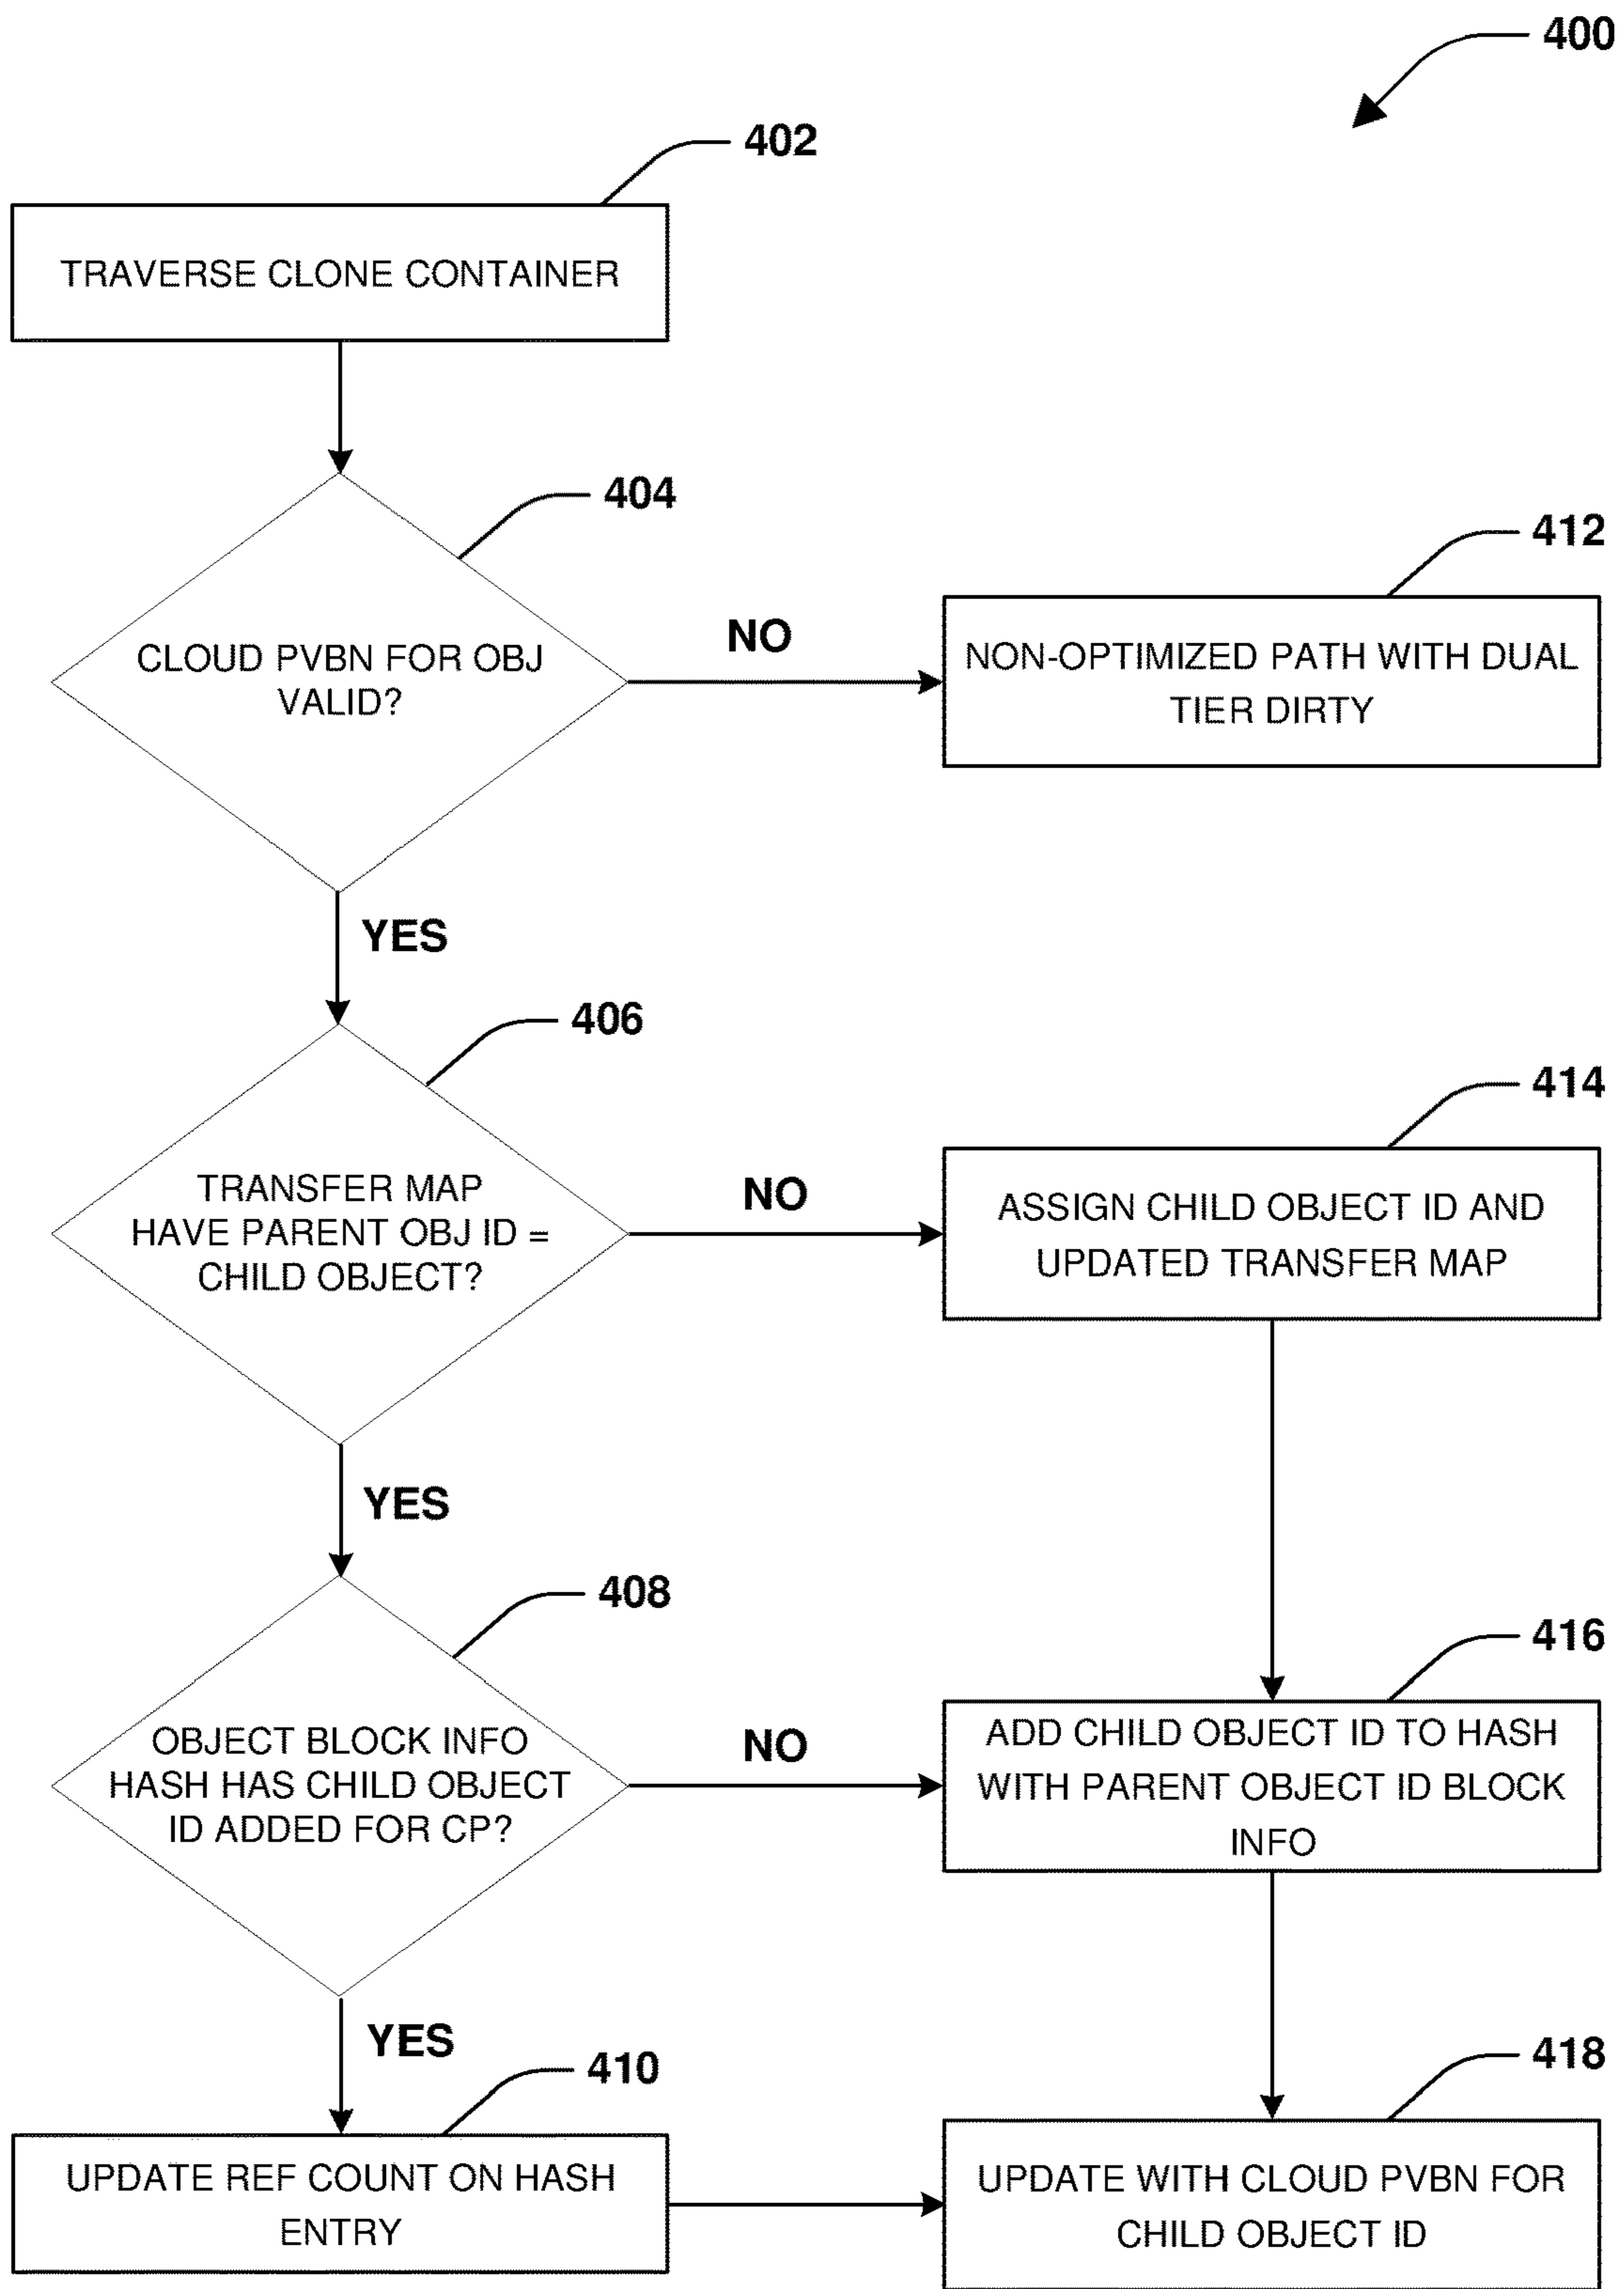 400
402
TRAVERSE CLONE CONTAINER
404
CLOUD PVBN FOR OBJ
VALID?
NO
412
NON-OPTIMIZED PATH WITH DUAL
TIER DIRTY
YES
406
TRANSFER MAP
HAVE PARENT OBJ ID =
CHILD OBJECT?
NO
414
ASSIGN CHILD OBJECT ID AND
UPDATED TRANSFER MAP
YES
408
OBJECT BLOCK INFO
HASH HAS CHILD OBJECT
ID ADDED FOR CP?
NO
416
ADD CHILD OBJECT ID TO HASH
WITH PARENT OBJECT ID BLOCK
INFO
YES
410
UPDATE REF COUNT ON HASH
ENTRY
418
UPDATE WITH CLOUD PVBN FOR
CHILD OBJECT ID